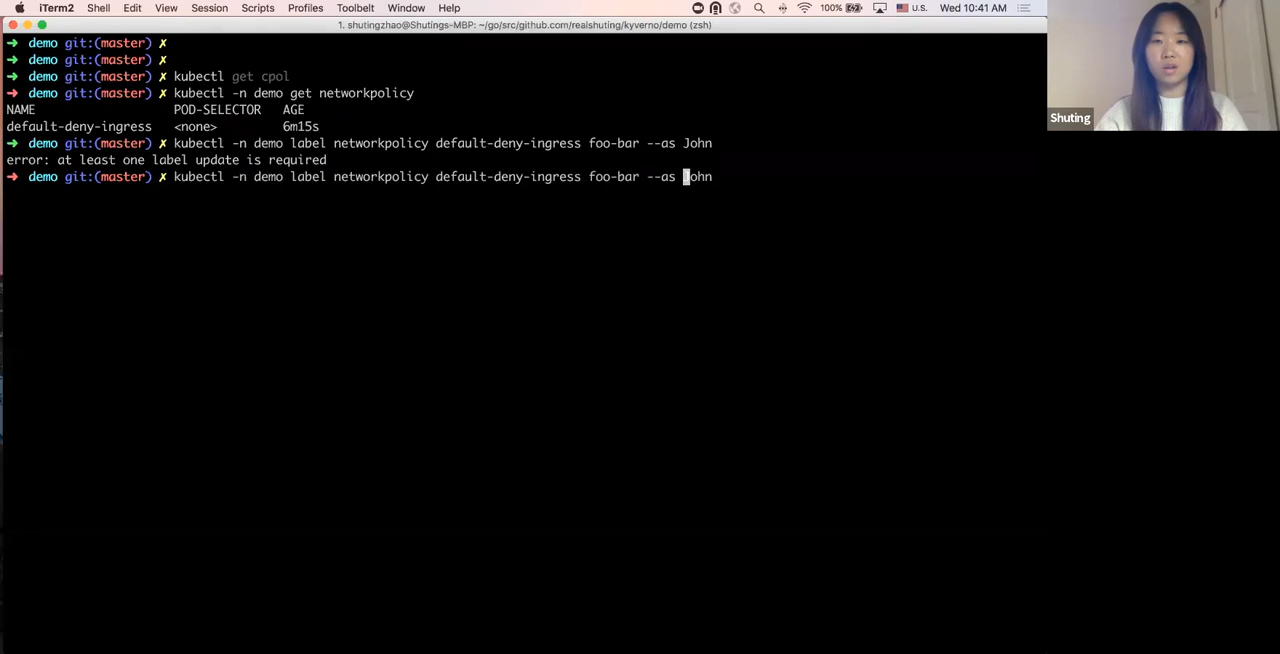 iTerm2 Shell Edit View Session Scripts Profiles Toolbelt Window Help 100% U.S. Wed 10:41 AM
1. shutingzhao@Shutings-MBP: ~/go/src/github.com/realshuting/kyverno/demo (zsh)
➜ demo git:(master) ✗
➜ demo git:(master) ✗
➜ demo git:(master) ✗ kubectl get cpol
➜ demo git:(master) ✗ kubectl -n demo get networkpolicy
NAME POD-SELECTOR AGE
default-deny-ingress <none> 6m15s
➜ demo git:(master) ✗ kubectl -n demo label networkpolicy default-deny-ingress foo-bar --as John
error: at least one label update is required
➜ demo git:(master) ✗ kubectl -n demo label networkpolicy default-deny-ingress foo-bar --as John
Shuting